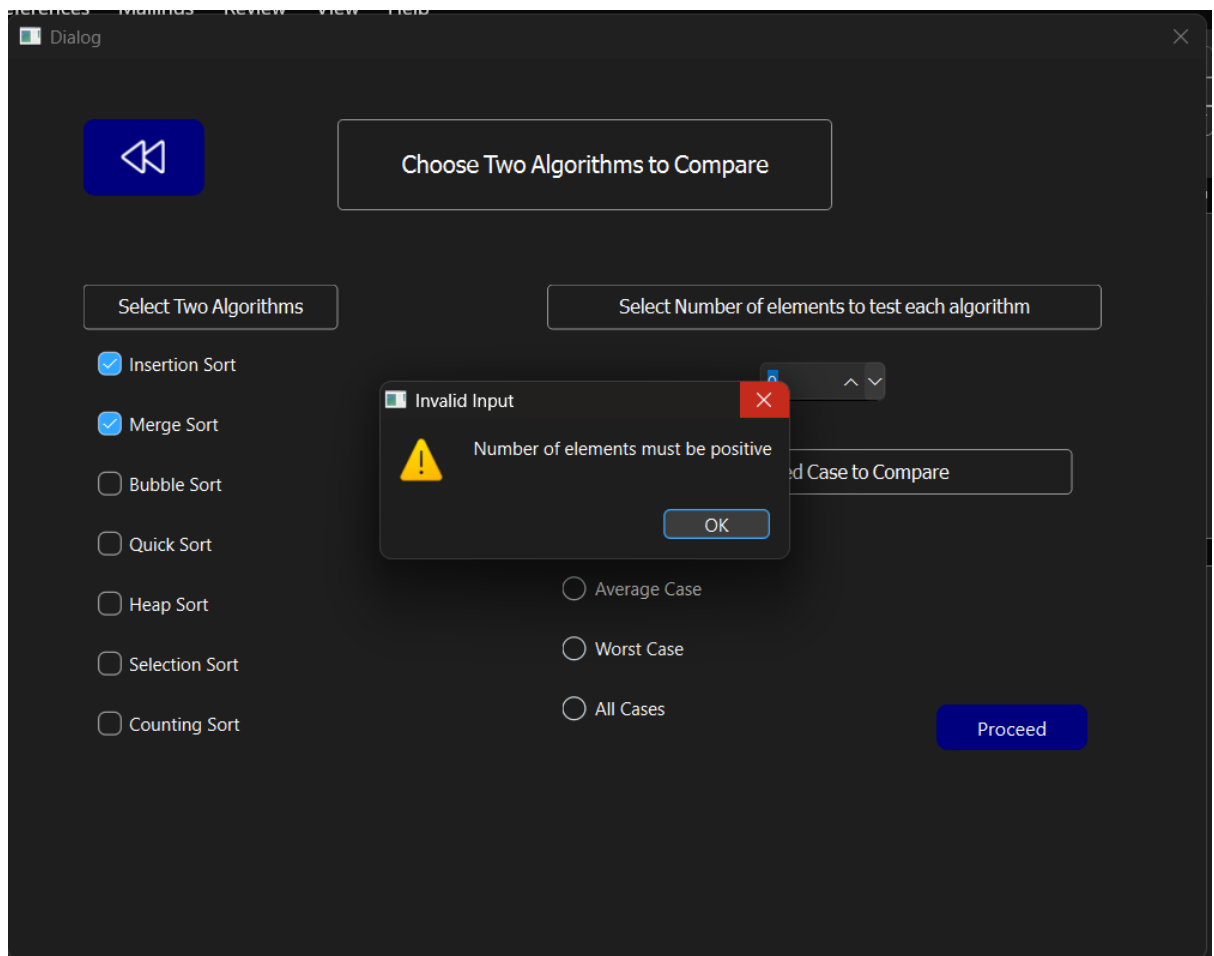 Dialog
Choose Two Algorithms to Compare
Select Two Algorithms
Select Number of elements to test each algorithm
Insertion Sort
Invalid Input
Merge Sort
Number of elements must be positive
Case to Compare
Bubble Sort
OK
Quick Sort
Average Case
Heap Sort
Worst Case
Selection Sort
All Cases
Counting Sort
Proceed